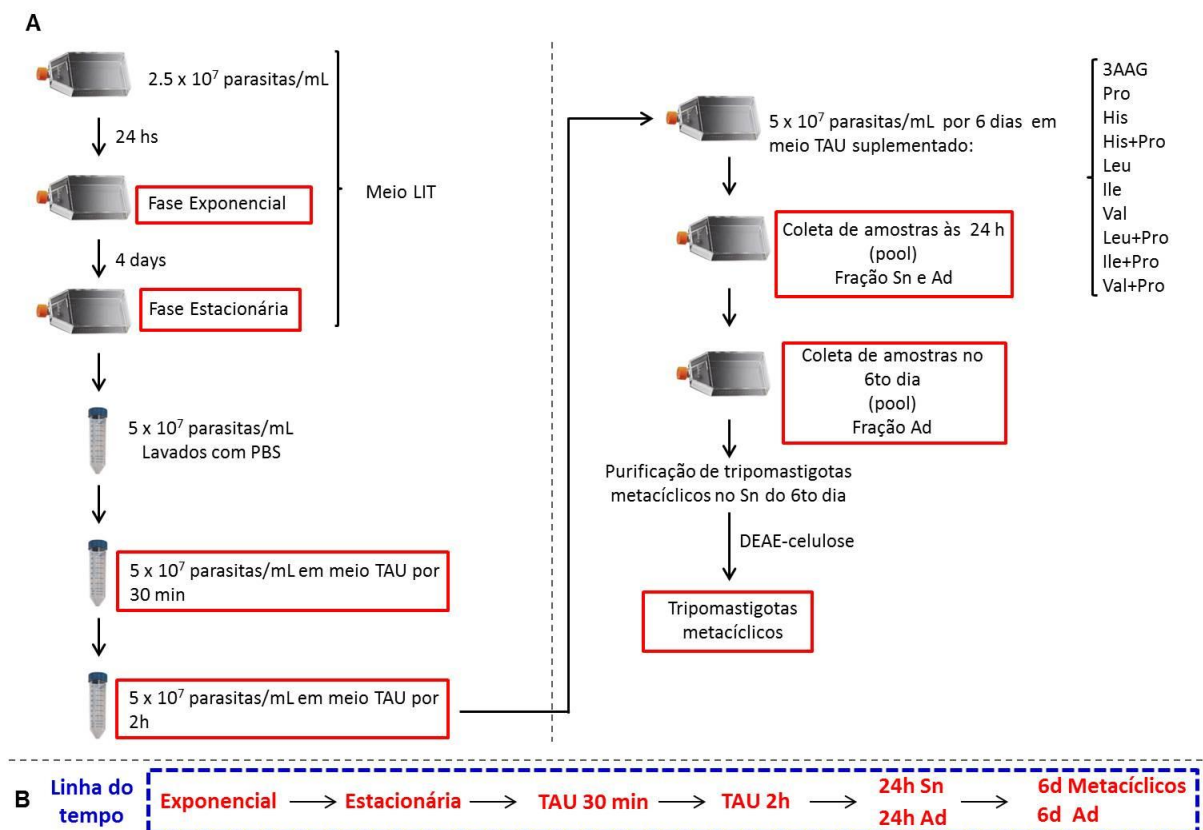 A
2.5 x 10⁷ parasitas/mL
24 hs
Fase Exponencial
4 days
Fase Estacionária
Meio LIT
5 x 10⁷ parasitas/mL
Lavados com PBS
5 x 10⁷ parasitas/mL em meio TAU por
30 min
5 x 10⁷ parasitas/mL em meio TAU por
2h
5 x 10⁷ parasitas/mL por 6 dias em
meio TAU suplementado:
3AAG
Pro
His
His+Pro
Leu
Ile
Val
Leu+Pro
Ile+Pro
Val+Pro
Coleta de amostras às 24 h
(pool)
Fração Sn e Ad
Coleta de amostras no
6to dia
(pool)
Fração Ad
Purificação de tripomastigotas
metacíclicos no Sn do 6to dia
DEAE-celulose
Tripomastigotas
metacíclicos
B
Linha do
tempo
Exponencial
Estacionária
TAU 30 min
TAU 2h
24h Sn
24h Ad
6d Metacíclicos
6d Ad